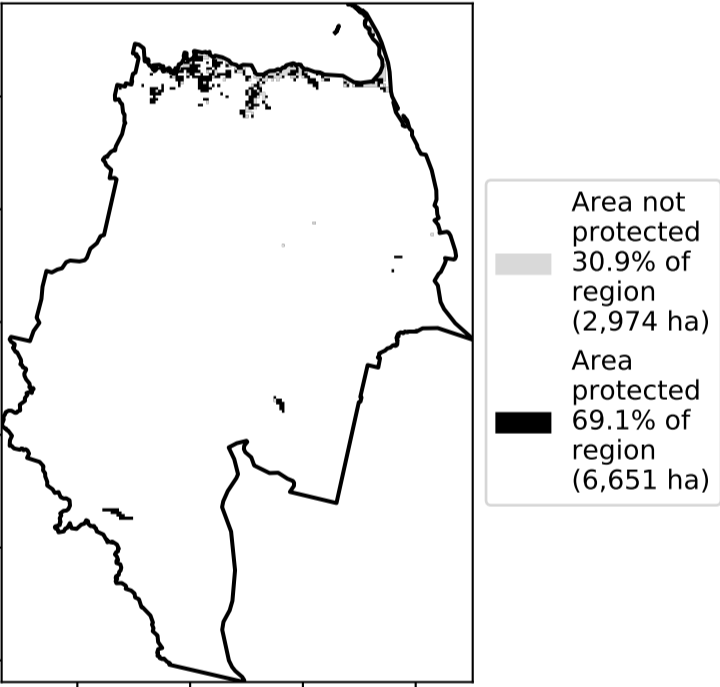 Area not
protected
30.9% of
region
(2,974 ha)
Area
protected
69.1% of
region
(6,651 ha)